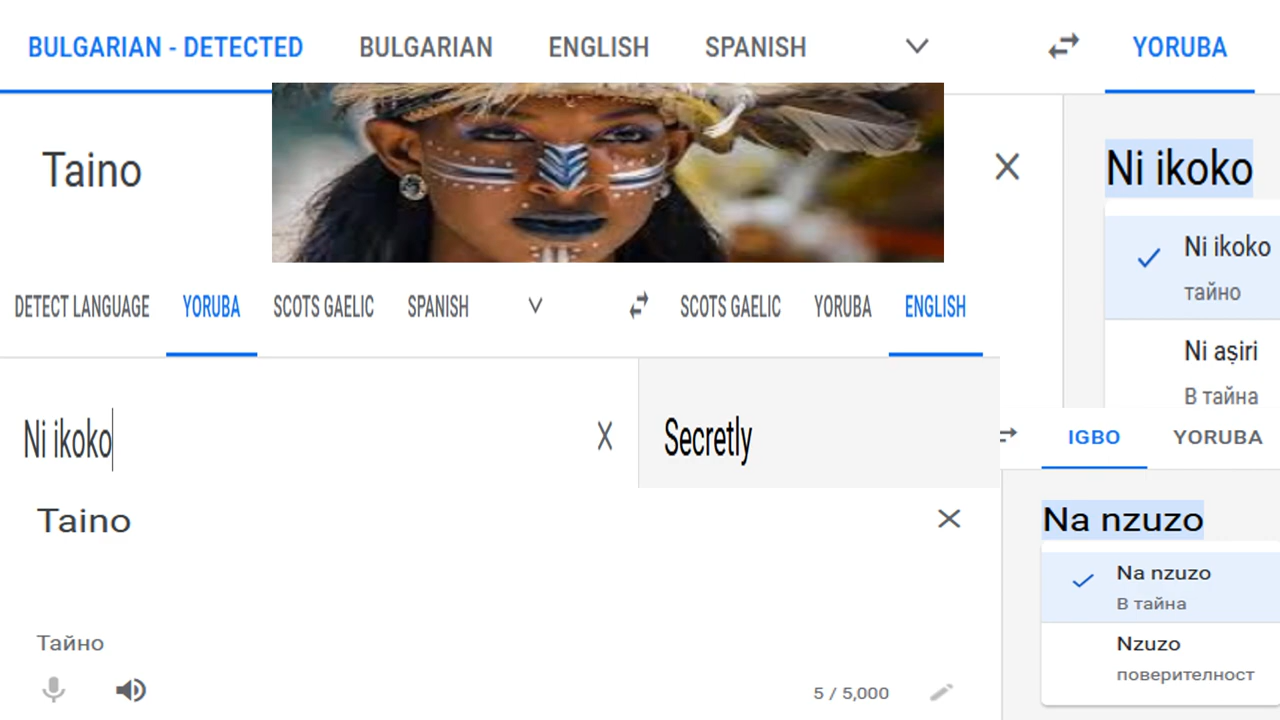 BULGARIAN - DETECTED BULGARIAN ENGLISH SPANISH YORUBA
Taino
Ni ikoko
Ni ikoko
тайно
Ni aṣiri
В тайна
DETECT LANGUAGE YORUBA SCOTS GAELIC SPANISH SCOTS GAELIC YORUBA ENGLISH
Ni ikoko
Secretly
IGBO YORUBA
Taino
Na nzuzo
Na nzuzo
В тайна
Nzuzo
поверителност
Тайно
5 / 5,000